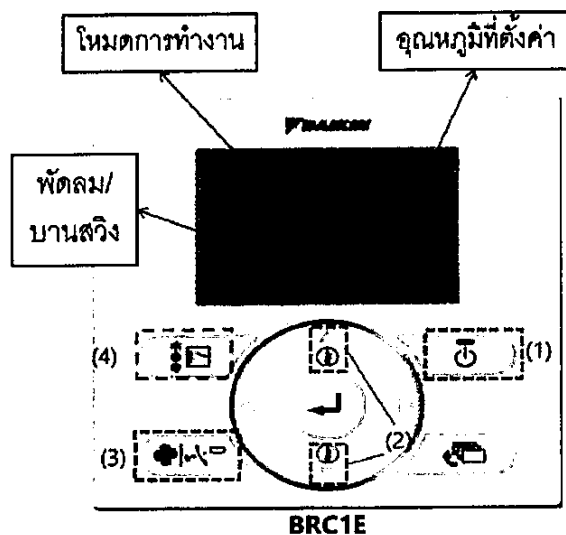 โหมดการทำงาน
อุณหภูมิที่ตั้งค่า
พัดลม/
บานสวิง
(4)
(1)
(3)
(2)
BRC1E